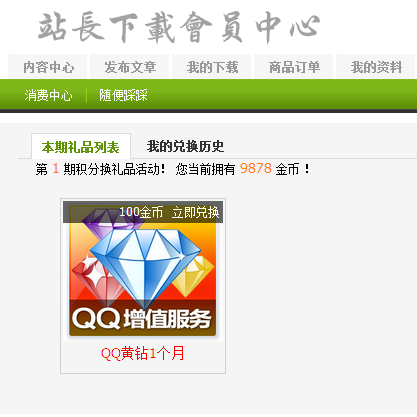 站長下載會員中心
内容中心 发布文章 我的下载 商品订单 我的资料
消费中心 随便踩踩
本期礼品列表 我的兑换历史
第 1 期积分换礼品活动！ 您当前拥有 9878 金币 ！
100金币 立即兑换
QQ增值服务
QQ黄钻1个月